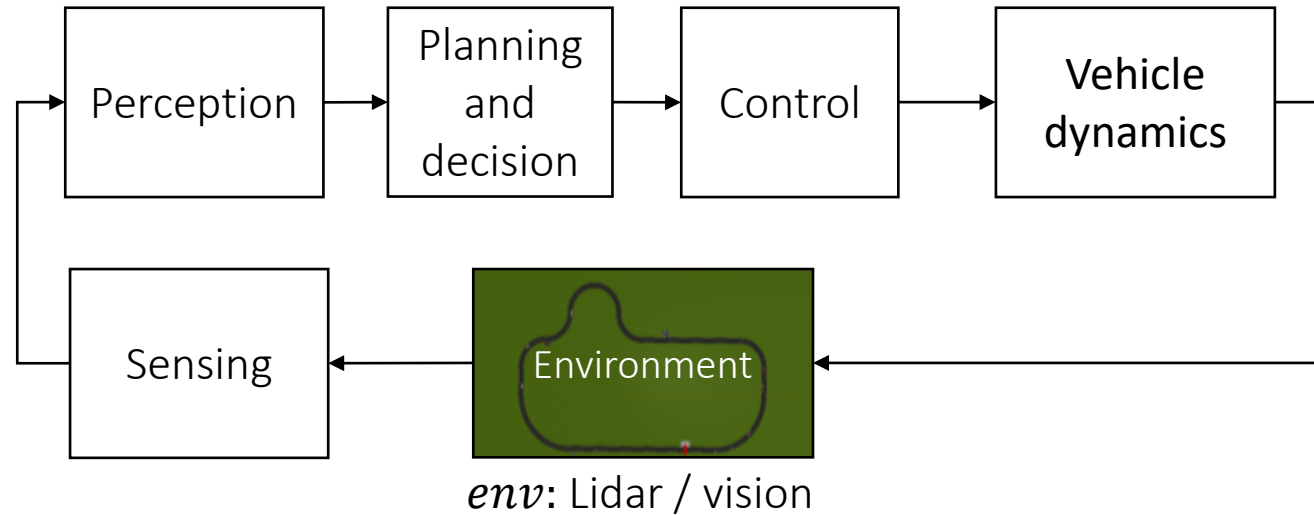 Perception
Planning
and
decision
Control
Vehicle
dynamics
Sensing
Environment
env: Lidar / vision